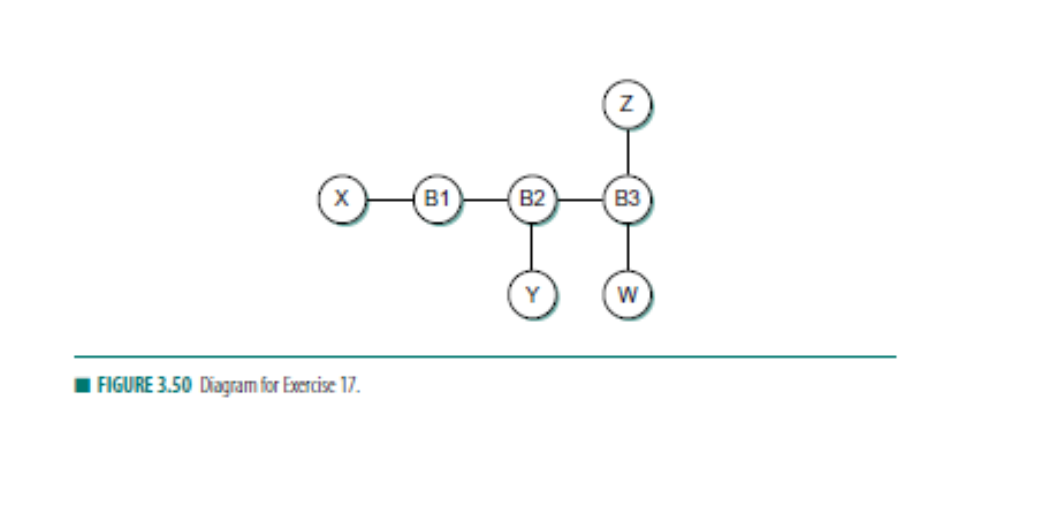 Z
X B1 B2 B3
Y W
FIGURE 3.50 Diagram for Exercise 17.